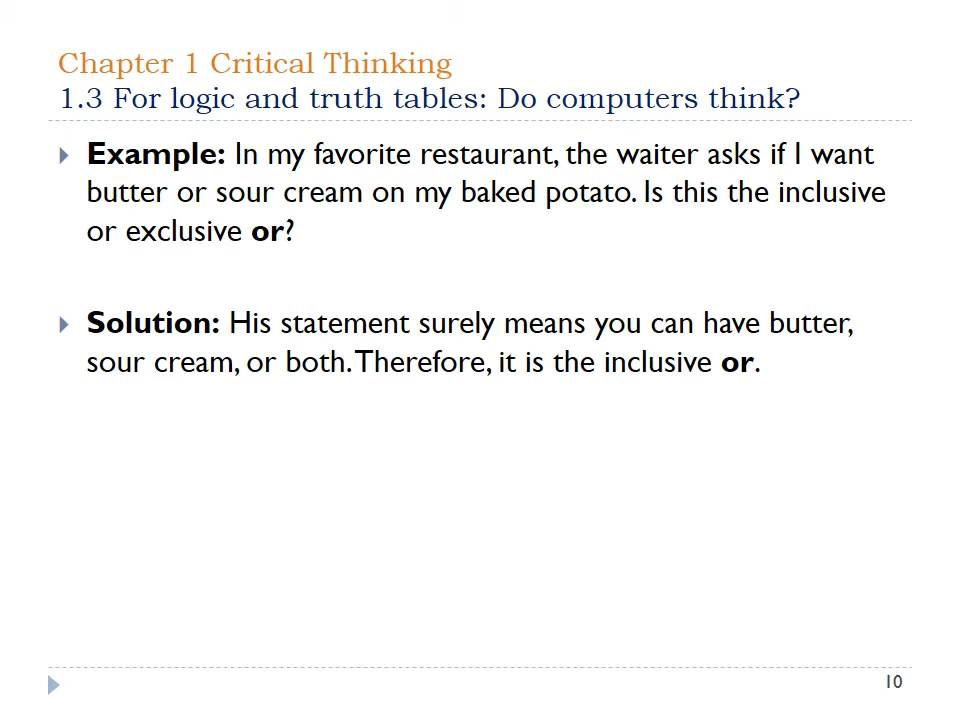 Chapter 1 Critical Thinking
1.3 For logic and truth tables: Do computers think?
Example: In my favorite restaurant, the waiter asks if I want
butter or sour cream on my baked potato. Is this the inclusive
or exclusive or?
Solution: His statement surely means you can have butter,
sour cream, or both. Therefore, it is the inclusive or.
10